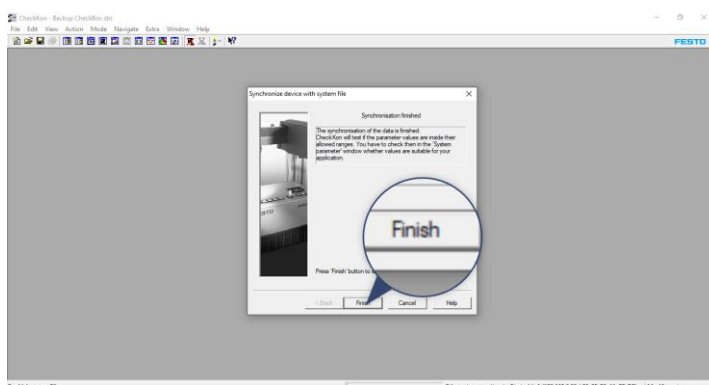 CheckKon - Backup CheckBox.sbc
File Edit View Action Mode Navigate Extra Window Help
FESTO
Synchronize device with system file
Synchronisation finished
The synchronisation of the data is finished.
CheckKon will test if the parameter values are inside their
allowed ranges. You have to check then in the 'System
parameter' window whether values are suitable for your
application.
Finish
Press 'Finish' button to
< Back Finish Cancel Help